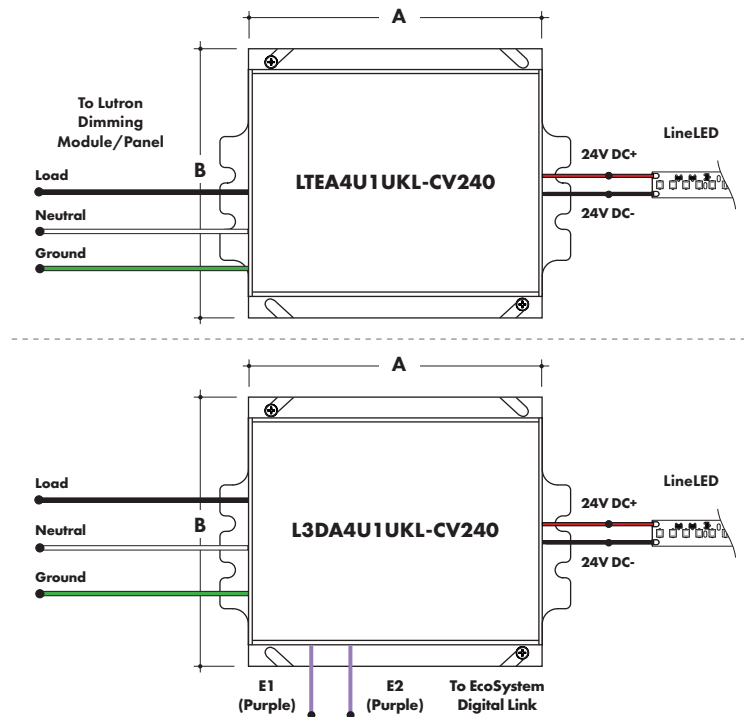 A
To Lutron
Dimming
Module/Panel
LineLED
24V DC+
Load
B
LTEA4U1UKL-CV240
Neutral
24V DC-
Ground
A
LineLED
Load
24V DC+
Neutral
B
L3DA4U1UKL-CV240
24V DC-
Ground
E1
(Purple)
E2
(Purple)
To EcoSystem
Digital Link